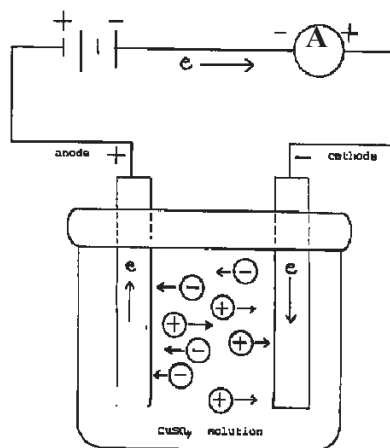 + - - A +
e
anode + - cathode
e - - e
+ + - +
- +
CuSO₄ solution